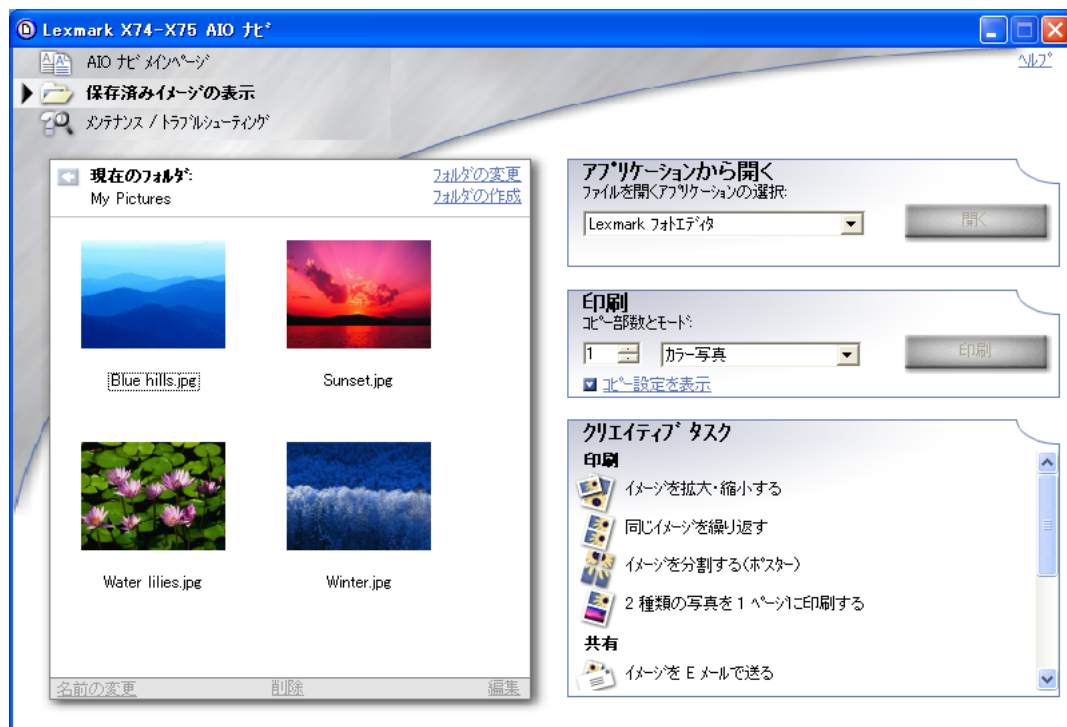 Lexmark X74-X75 AIO ナビ
AIO ナビ メインページ
ヘルプ
保存済みイメージの表示
メンテナンス / トラブルシューティング
現在のフォルダ:
フォルダの変更
My Pictures
フォルダの作成
Blue hills.jpg
Sunset.jpg
Water lilies.jpg
Winter.jpg
名前の変更
削除
編集
アプリケーションから開く
ファイルを開くアプリケーションの選択:
Lexmark フォトエディタ
開く
印刷
コピー部数とモード:
1
カラー写真
印刷
コピー設定を表示
クリエイティブ タスク
印刷
イメージを拡大・縮小する
同じイメージを繰り返す
イメージを分割する(ポスター)
2 種類の写真を 1 ページに印刷する
共有
イメージを E メールで送る